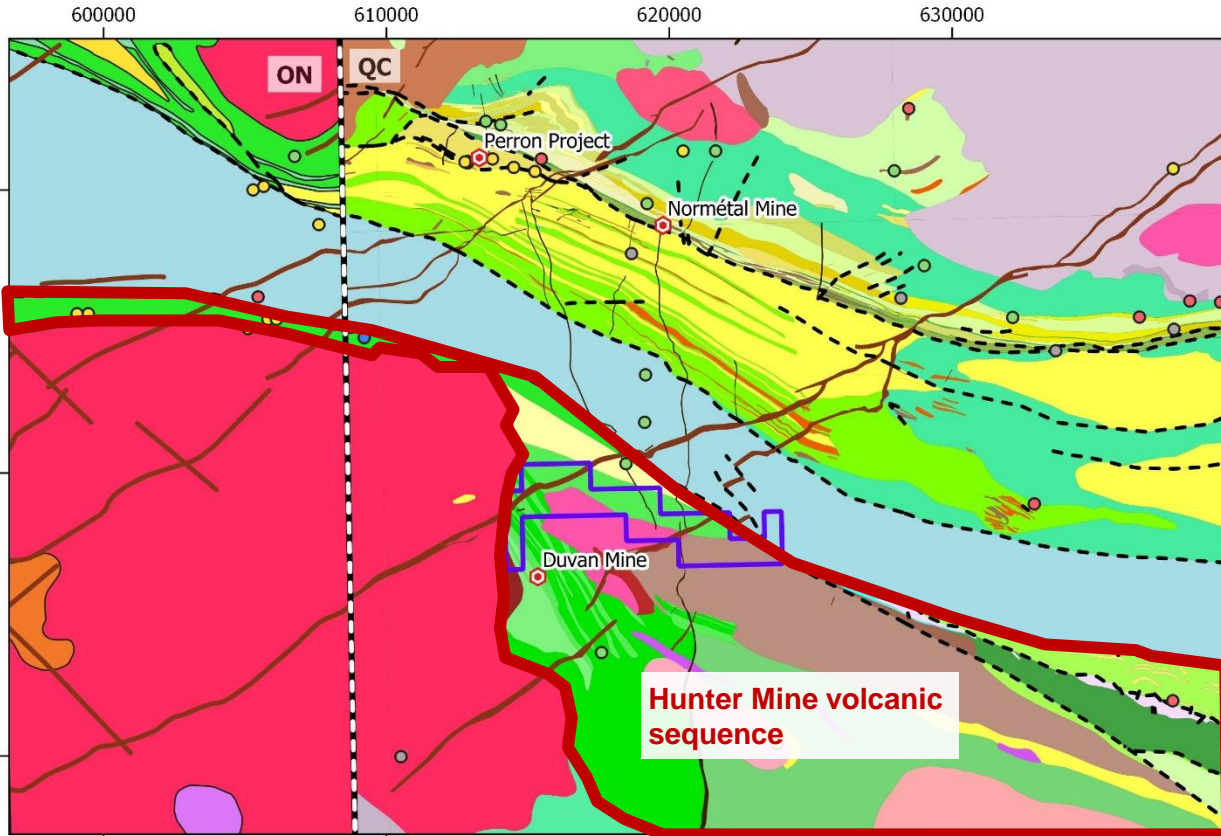 600000 610000 620000 630000
ON QC
Perron Project
Normétal Mine
Duvan Mine
Hunter Mine volcanic
sequence